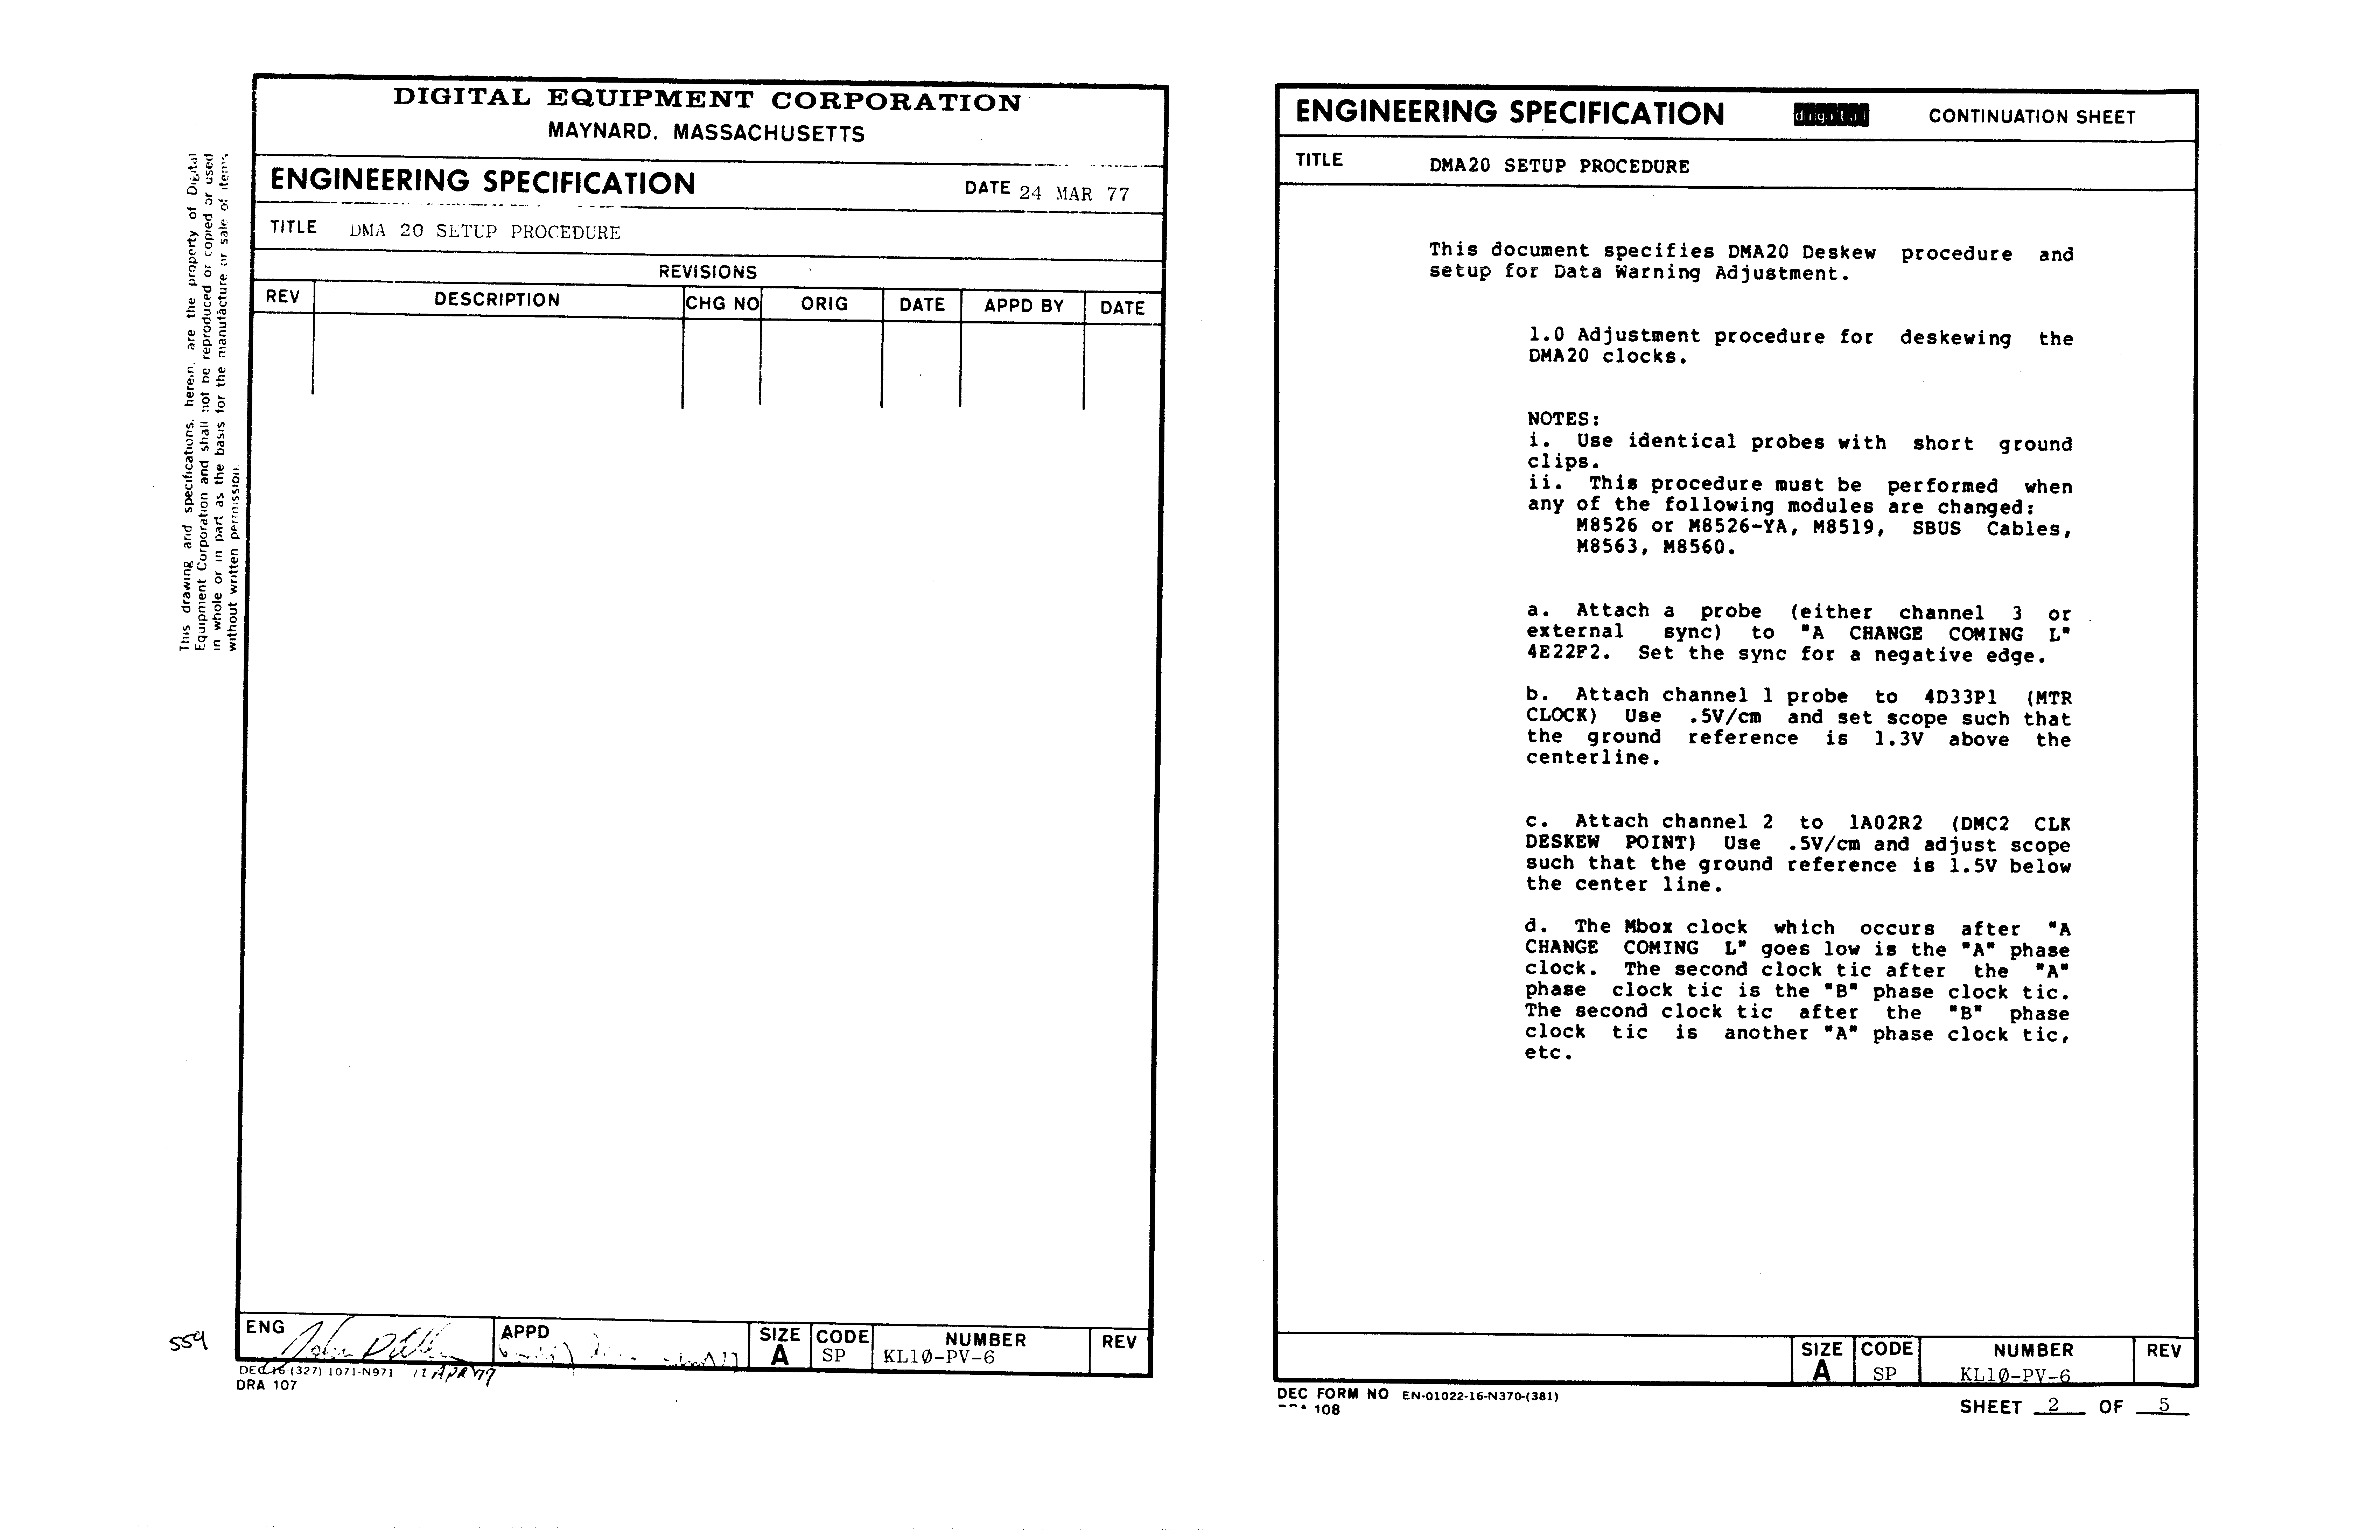 DIGITAL EQUIPMENT CORPORATION
MAYNARD, MASSACHUSETTS
ENGINEERING SPECIFICATION
DATE 24 MAR 77
TITLE DMA 20 SETUP PROCEDURE
REVISIONS
REV DESCRIPTION CHG NO ORIG DATE APPD BY DATE
This drawing and specifications, herein, are the property of Digital
Equipment Corporation and shall not be reproduced or copied or used
in whole or in part as the basis for the manufacture or sale of items
without written permission.
559
ENG APPD SIZE CODE NUMBER REV
A SP KL10-PV-6
DEC 16-(327)-1071-N971 12 APR 77
DRA 107
ENGINEERING SPECIFICATION digital CONTINUATION SHEET
TITLE DMA20 SETUP PROCEDURE
This document specifies DMA20 Deskew procedure and
setup for Data Warning Adjustment.
1.0 Adjustment procedure for deskewing the
DMA20 clocks.
NOTES:
i. Use identical probes with short ground
clips.
ii. This procedure must be performed when
any of the following modules are changed:
M8526 or M8526-YA, M8519, SBUS Cables,
M8563, M8560.
a. Attach a probe (either channel 3 or
external sync) to "A CHANGE COMING L"
4E22P2. Set the sync for a negative edge.
b. Attach channel 1 probe to 4D33P1 (MTR
CLOCK) Use .5V/cm and set scope such that
the ground reference is 1.3V above the
centerline.
c. Attach channel 2 to 1A02R2 (DMC2 CLK
DESKEW POINT) Use .5V/cm and adjust scope
such that the ground reference is 1.5V below
the center line.
d. The Mbox clock which occurs after "A
CHANGE COMING L" goes low is the "A" phase
clock. The second clock tic after the "A"
phase clock tic is the "B" phase clock tic.
The second clock tic after the "B" phase
clock tic is another "A" phase clock tic,
etc.
SIZE CODE NUMBER REV
A SP KL10-PV-6
DEC FORM NO EN-01022-16-N370-(381)
108
SHEET 2 OF 5